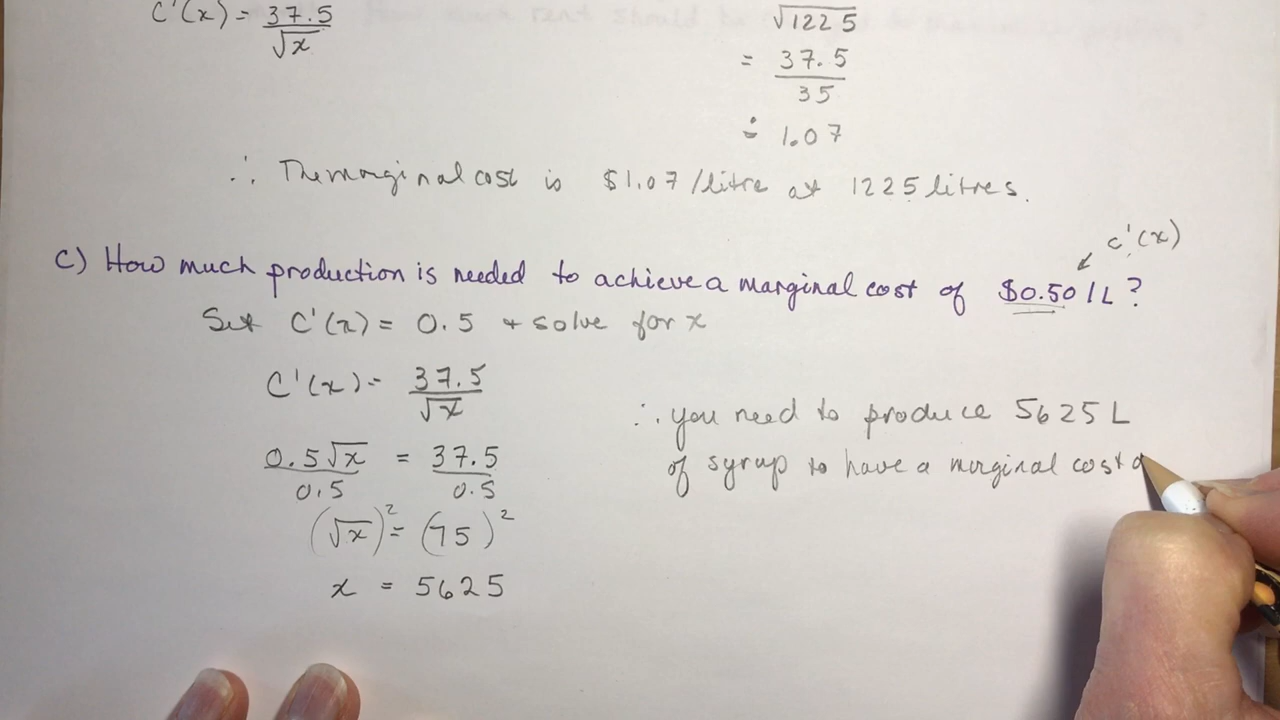 C'(x) = 37.5 / √x
√1225
= 37.5 / 35
≐ 1.07
∴ The marginal cost is $1.07/litre at 1225 litres.
c'(x)
C) How much production is needed to achieve a marginal cost of $0.50/L?
Set C'(x) = 0.5 + solve for x
C'(x) = 37.5 / √x
0.5√x / 0.5 = 37.5 / 0.5
(√x)² = (75)²
x = 5625
∴ you need to produce 5625 L
of syrup to have a marginal cost o